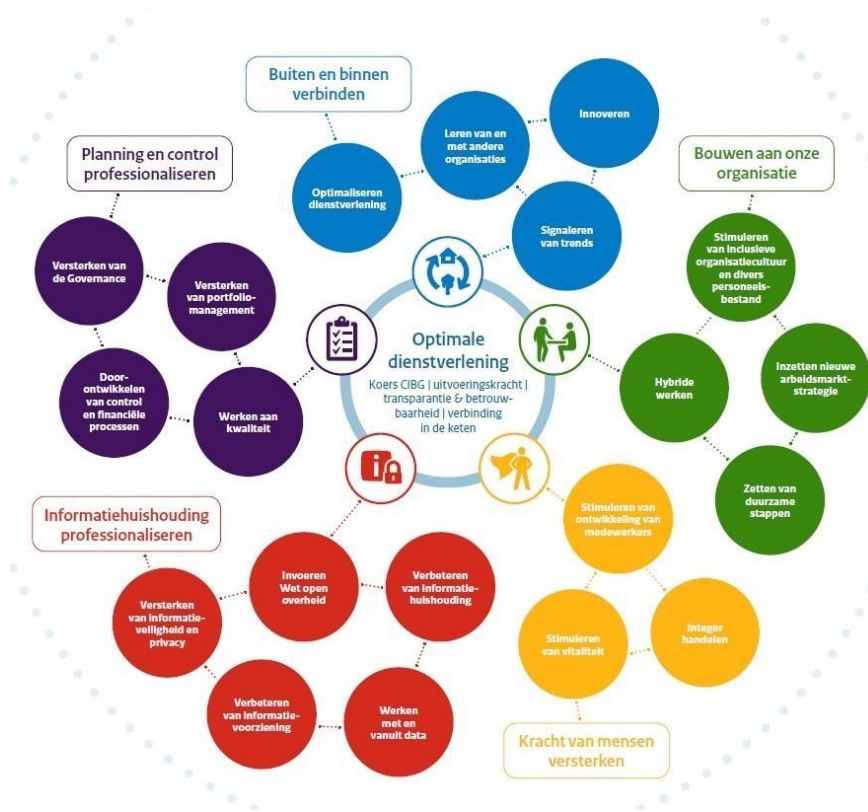 Buiten en binnen
verbinden
Optimaliseren
dienstverlening
Leren van en
met andere
organisaties
Innoveren
Signaleren
van trends
Planning en control
professionaliseren
Versterken van
de Governance
Versterken
van portfolio-
management
Door-
ontwikkelen
van control
en financiële
processen
Werken aan
kwaliteit
Bouwen aan onze
organisatie
Stimuleren
van inclusieve
organisatiecultuur
en divers
personeels-
bestand
Hybride
werken
Inzetten nieuwe
arbeidsmarkt-
strategie
Zetten van
duurzame
stappen
Optimale
dienstverlening
Koers CIBG | uitvoeringskracht |
transparantie & betrouw-
baarheid | verbinding
in de keten
Informatiehuishouding
professionaliseren
Versterken
van informatie-
veiligheid en
privacy
Invoeren
Wet open
overheid
Verbeteren
van informatie-
huishouding
Verbeteren
van informatie-
voorziening
Werken
met en
vanuit data
Stimuleren van
ontwikkeling van
medewerkers
Stimuleren
van vitaliteit
Integer
handelen
Kracht van mensen
versterken